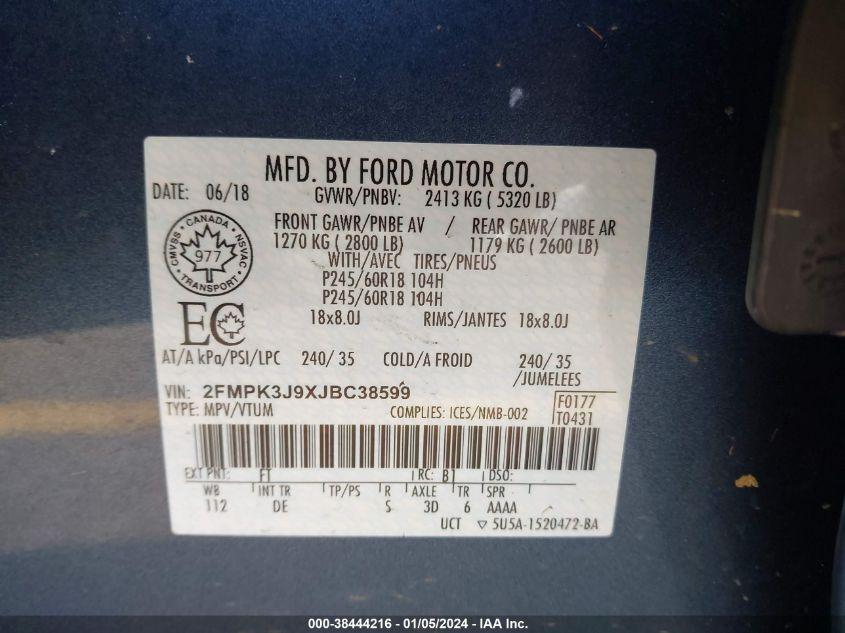 MFD. BY FORD MOTOR CO.
DATE: 06/18 GVWR/PNBV: 2413 KG ( 5320 LB)
FRONT GAWR/PNBE AV / REAR GAWR/ PNBE AR
1270 KG ( 2800 LB) 1179 KG ( 2600 LB)
WITH/AVEC TIRES/PNEUS
P245/60R18 104H
P245/60R18 104H
18x8.0J RIMS/JANTES 18x8.0J
CANADA
CMVSS NSVAC
977
TRANSPORT
EC
AT/A kPa/PSI/LPC 240/ 35 COLD/A FROID 240/ 35
/JUMELEES
VIN: 2FMPK3J9XJBC38599
TYPE: MPV/VTUM COMPLIES: ICES/NMB-002
F0177
T0431
EXT PNT: FT RC: B1 DSO:
WB INT TR TP/PS R AXLE TR SPR
112 DE S 3D 6 AAAA
UCT ▽ 5U5A-1520472-BA
000-38444216 - 01/05/2024 - IAA Inc.